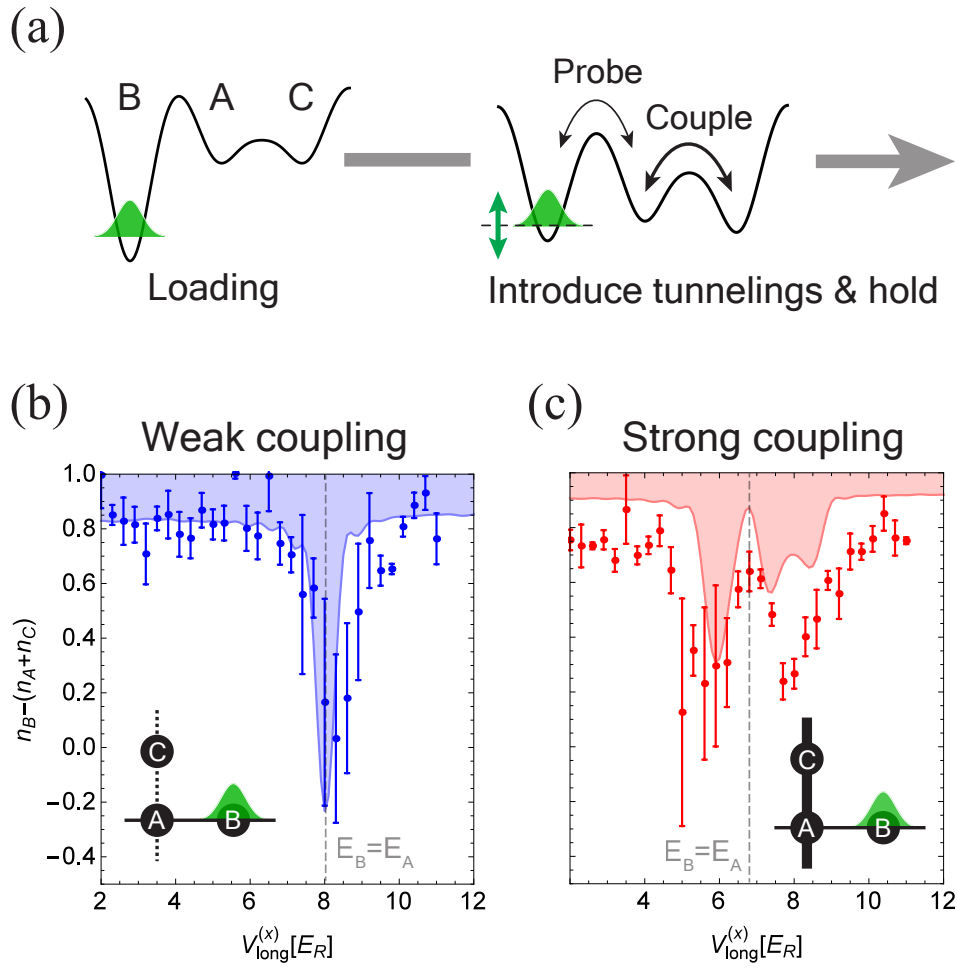 (a)
B A C
Probe
Couple
Loading
Introduce tunnelings & hold
(b)
Weak coupling
n_B−(n_A+n_C)
1.0
0.8
0.6
0.4
0.2
0.0
−0.2
−0.4
C
A B
E_B=E_A
2 4 6 8 10 12
V_long^(x)[E_R]
(c)
Strong coupling
C
A B
E_B=E_A
4 6 8 10 12
V_long^(x)[E_R]